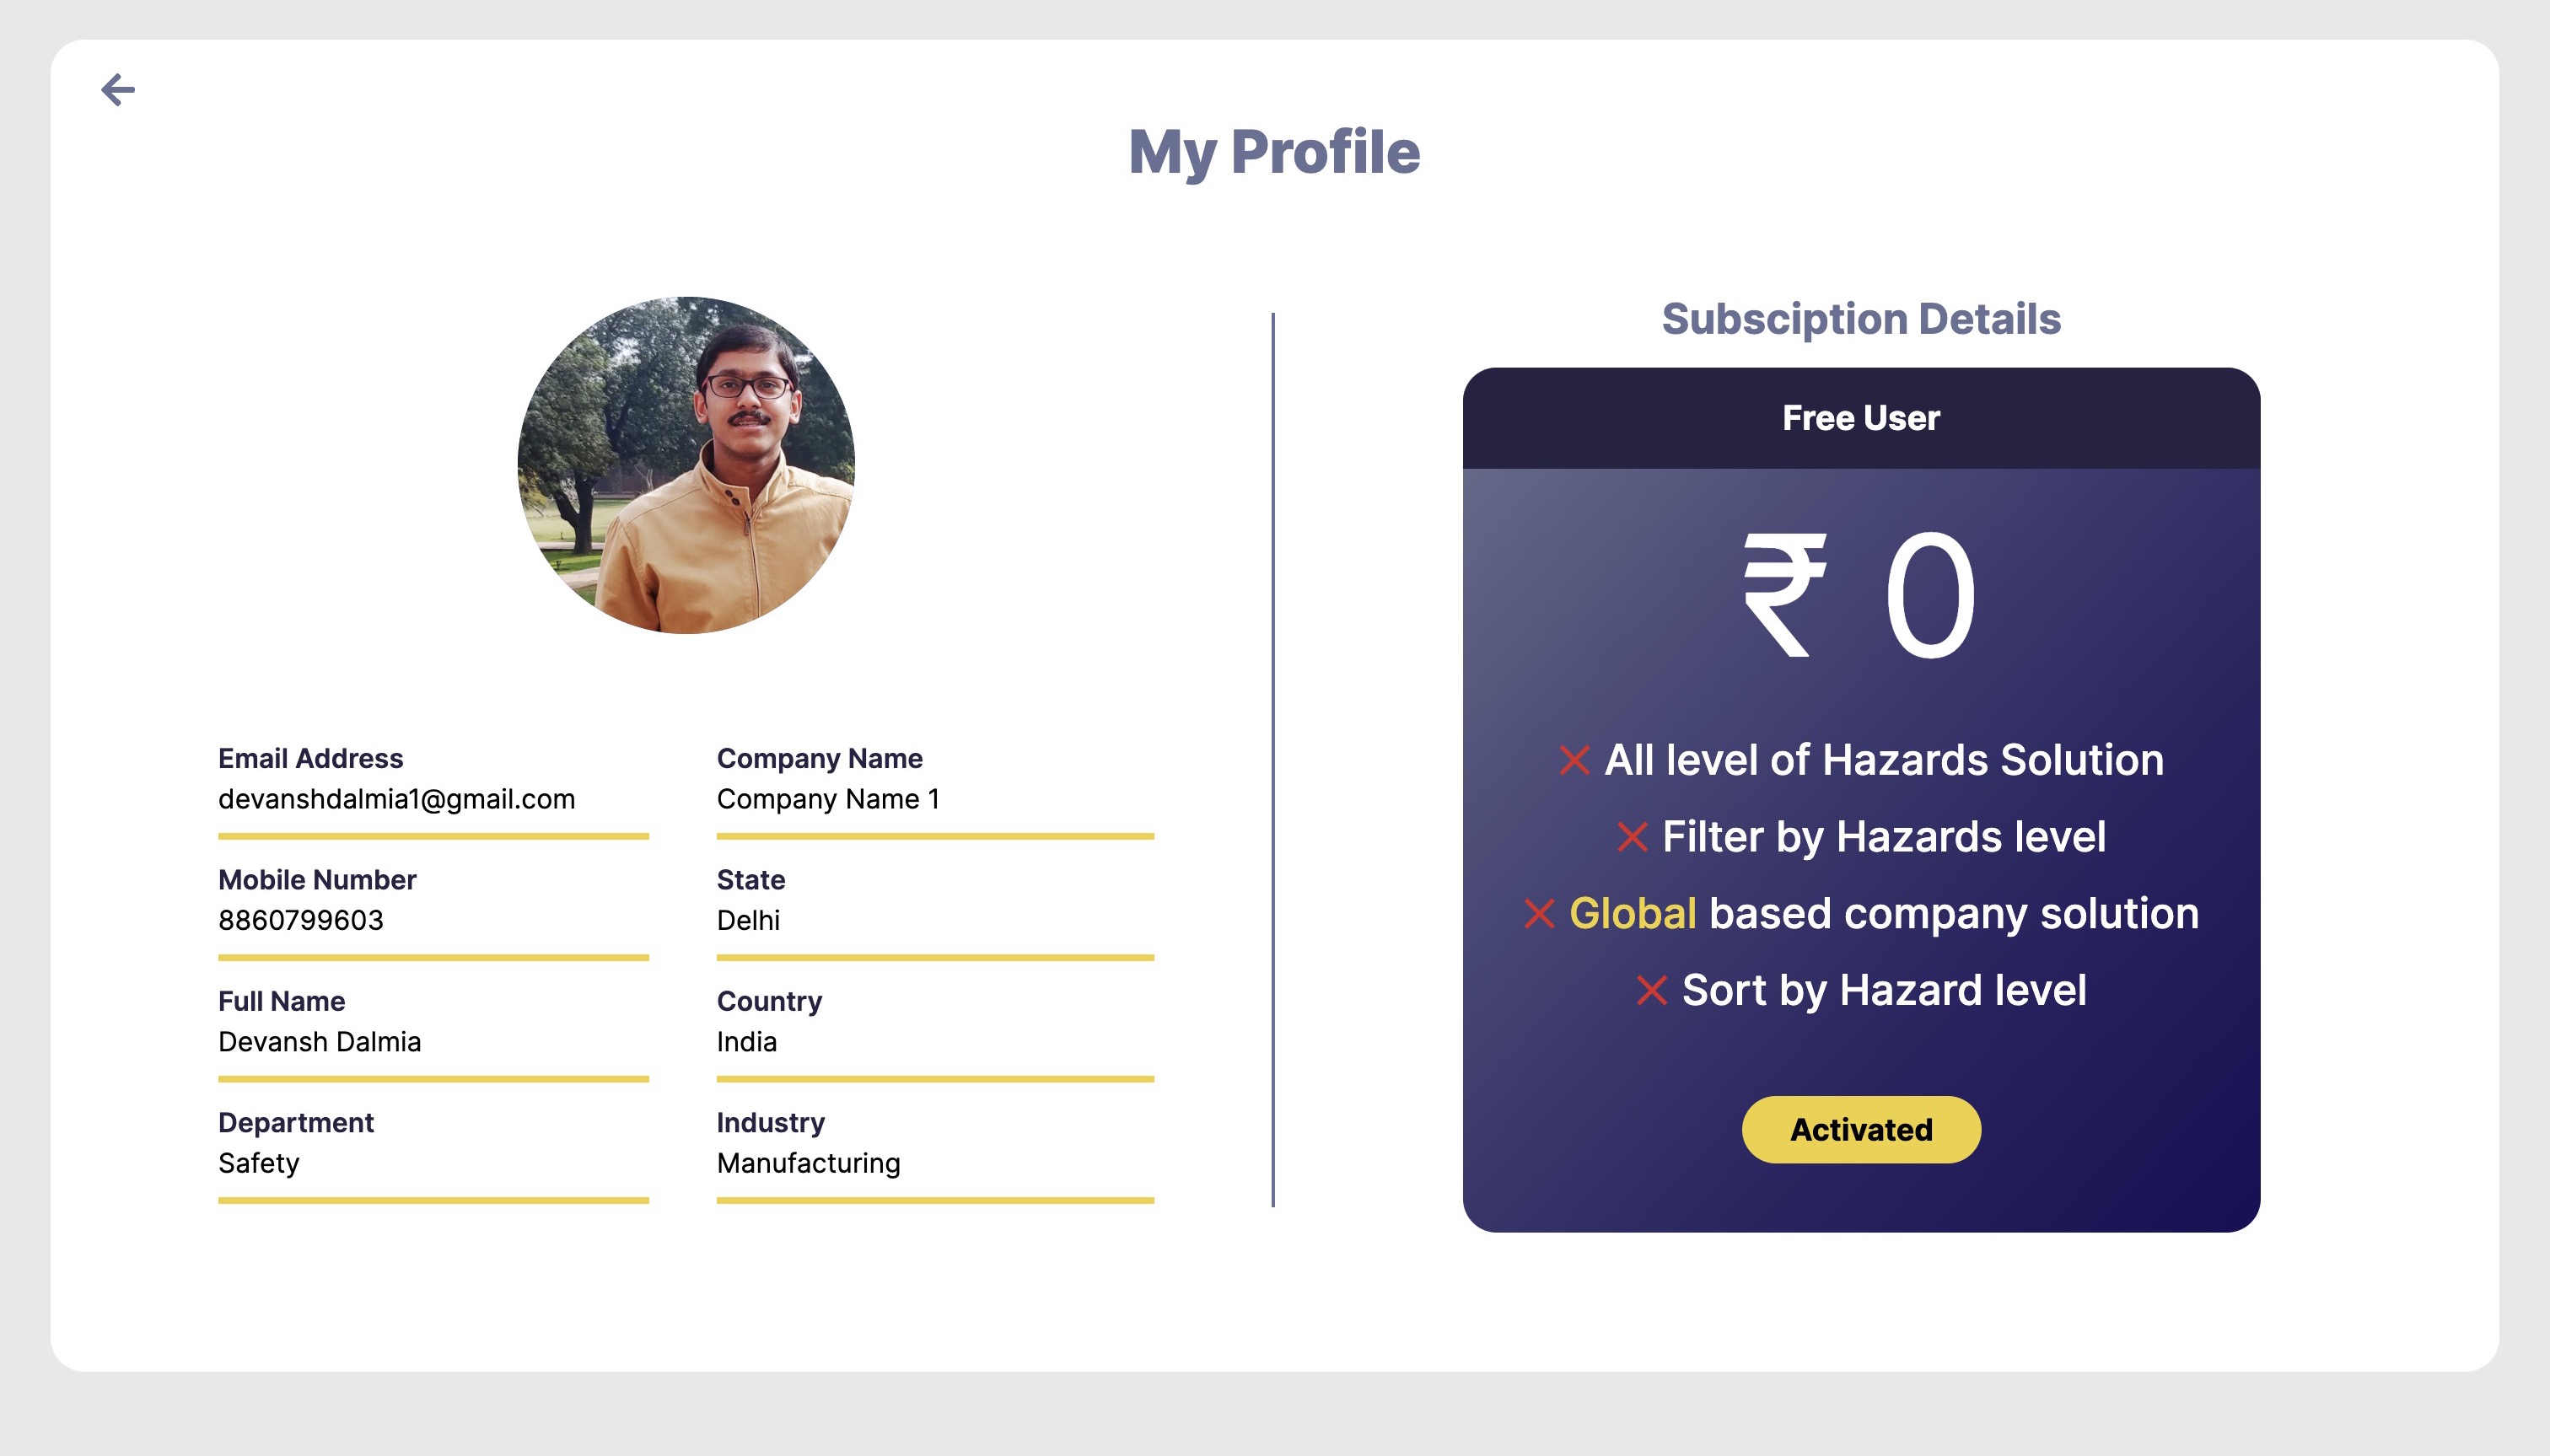 My Profile
Email Address
devanshdalmia1@gmail.com
Company Name
Company Name 1
Mobile Number
8860799603
State
Delhi
Full Name
Devansh Dalmia
Country
India
Department
Safety
Industry
Manufacturing
Subsciption Details
Free User
₹ 0
❌ All level of Hazards Solution
❌ Filter by Hazards level
❌ Global based company solution
❌ Sort by Hazard level
Activated